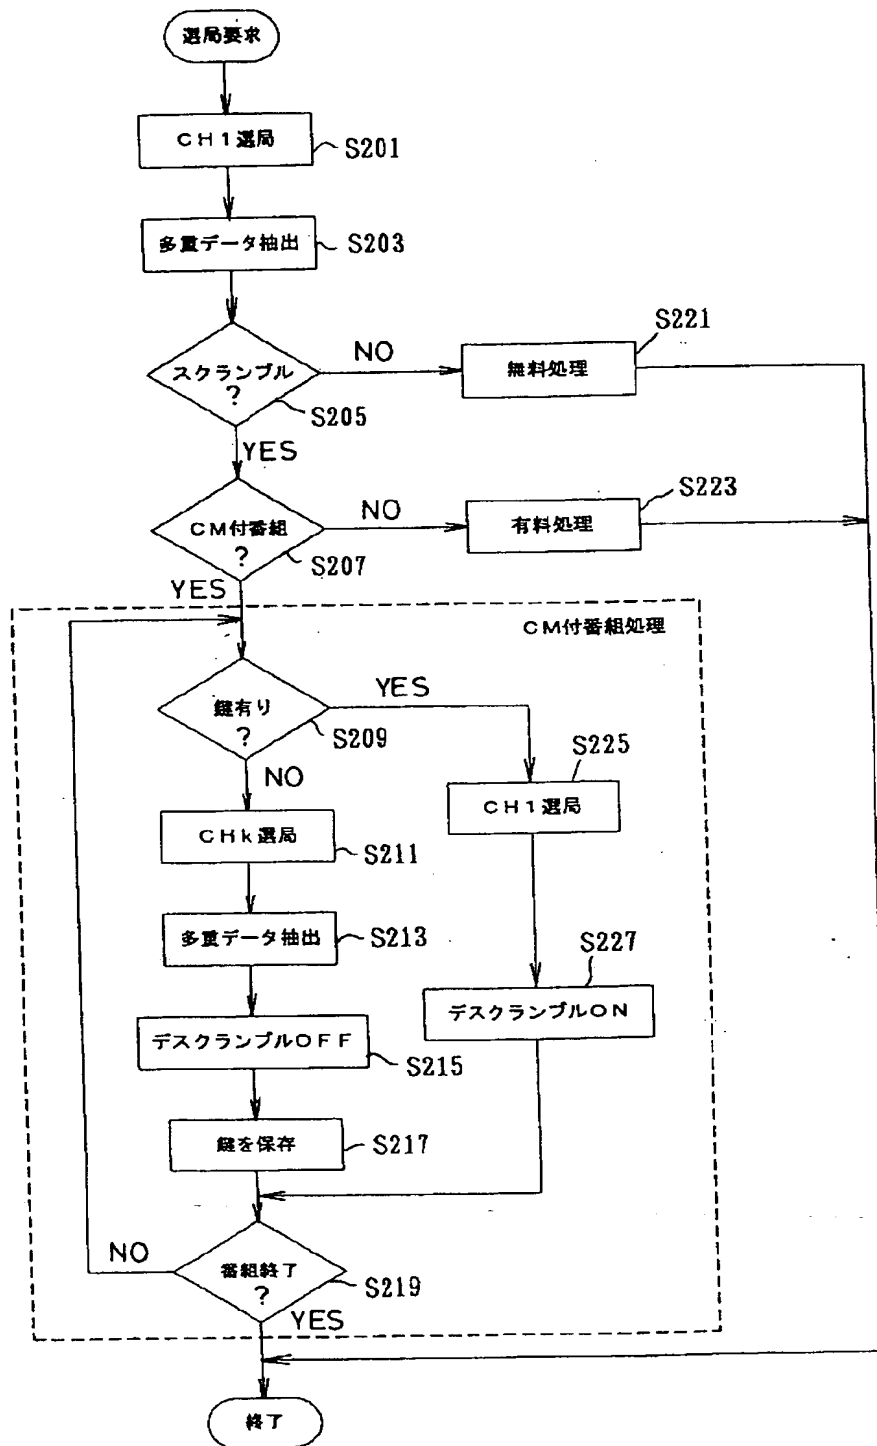 選局要求
CH1選局
S201
多重データ抽出
S203
スクランブル
?
S205
NO
S221
無料処理
YES
CM付番組
?
S207
NO
S223
有料処理
YES
CM付番組処理
鍵有り
?
S209
YES
S225
CH1選局
NO
CHk選局
S211
多重データ抽出
S213
S227
デスクランブルON
デスクランブルOFF
S215
鍵を保存
S217
NO
番組終了
?
S219
YES
終了